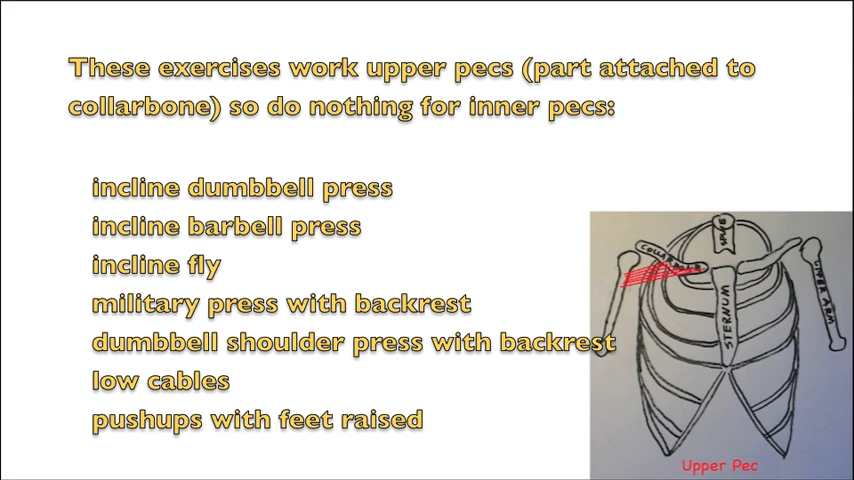 These exercises work upper pecs (part attached to
collarbone) so do nothing for inner pecs:
incline dumbbell press
incline barbell press
incline fly
military press with backrest
dumbbell shoulder press with backrest
low cables
pushups with feet raised
SPINE
COLLARBONE
UPPER ARM
STERNUM
Upper Pec